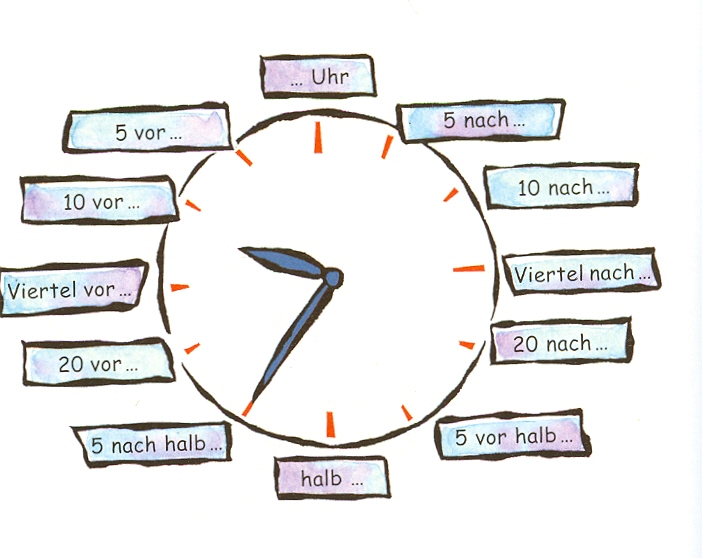 ... Uhr
5 nach ...
10 nach ...
Viertel nach ...
20 nach ...
5 vor halb ...
halb ...
5 nach halb ...
20 vor ...
Viertel vor ...
10 vor ...
5 vor ...